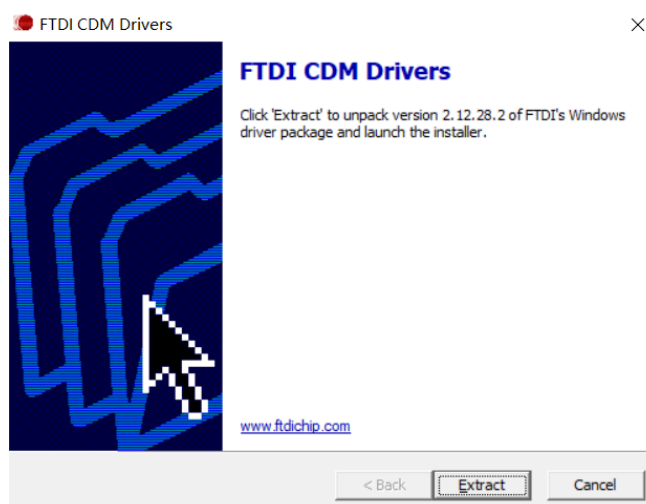 FTDI CDM Drivers
FTDI CDM Drivers
Click 'Extract' to unpack version 2.12.28.2 of FTDI's Windows
driver package and launch the installer.
www.ftdichip.com
< Back Extract Cancel